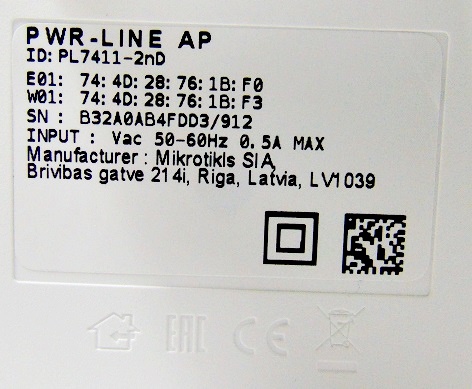 PWR-LINE AP
ID: PL7411-2nD
E01: 74:4D:28:76:1B:F0
W01: 74:4D:28:76:1B:F3
SN : B32A0AB4FDD3/912
INPUT : Vac 50-60Hz 0.5A MAX
Manufacturer : Mikrotikls SIA,
Brivibas gatve 214i, Riga, Latvia, LV1039
EAC CE